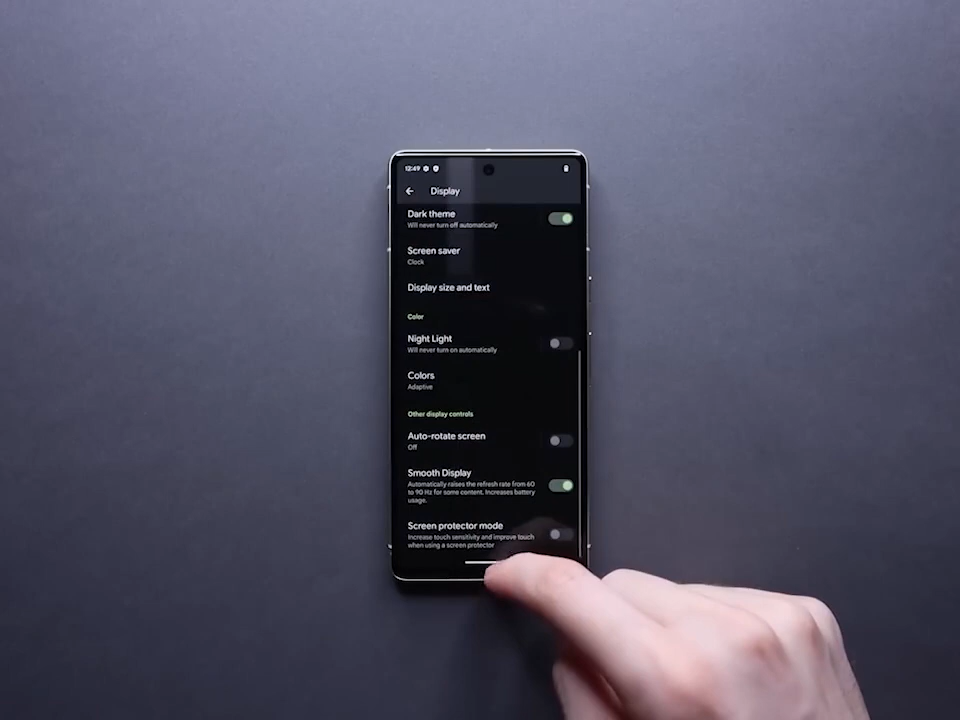 12:49
Display
Dark theme
Will never turn off automatically
Screen saver
Clock
Display size and text
Color
Night Light
Will never turn on automatically
Colors
Adaptive
Other display controls
Auto-rotate screen
Off
Smooth Display
Automatically raises the refresh rate from 60
to 90 Hz for some content. Increases battery
usage.
Screen protector mode
Increase touch sensitivity and improve touch
when using a screen protector